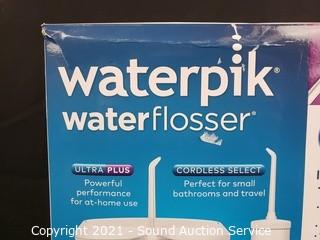 waterpik®
waterflosser®
ULTRA PLUS
Powerful
performance
for at-home use
CORDLESS SELECT
Perfect for small
bathrooms and travel
Copyright 2021 - Sound Auction Service